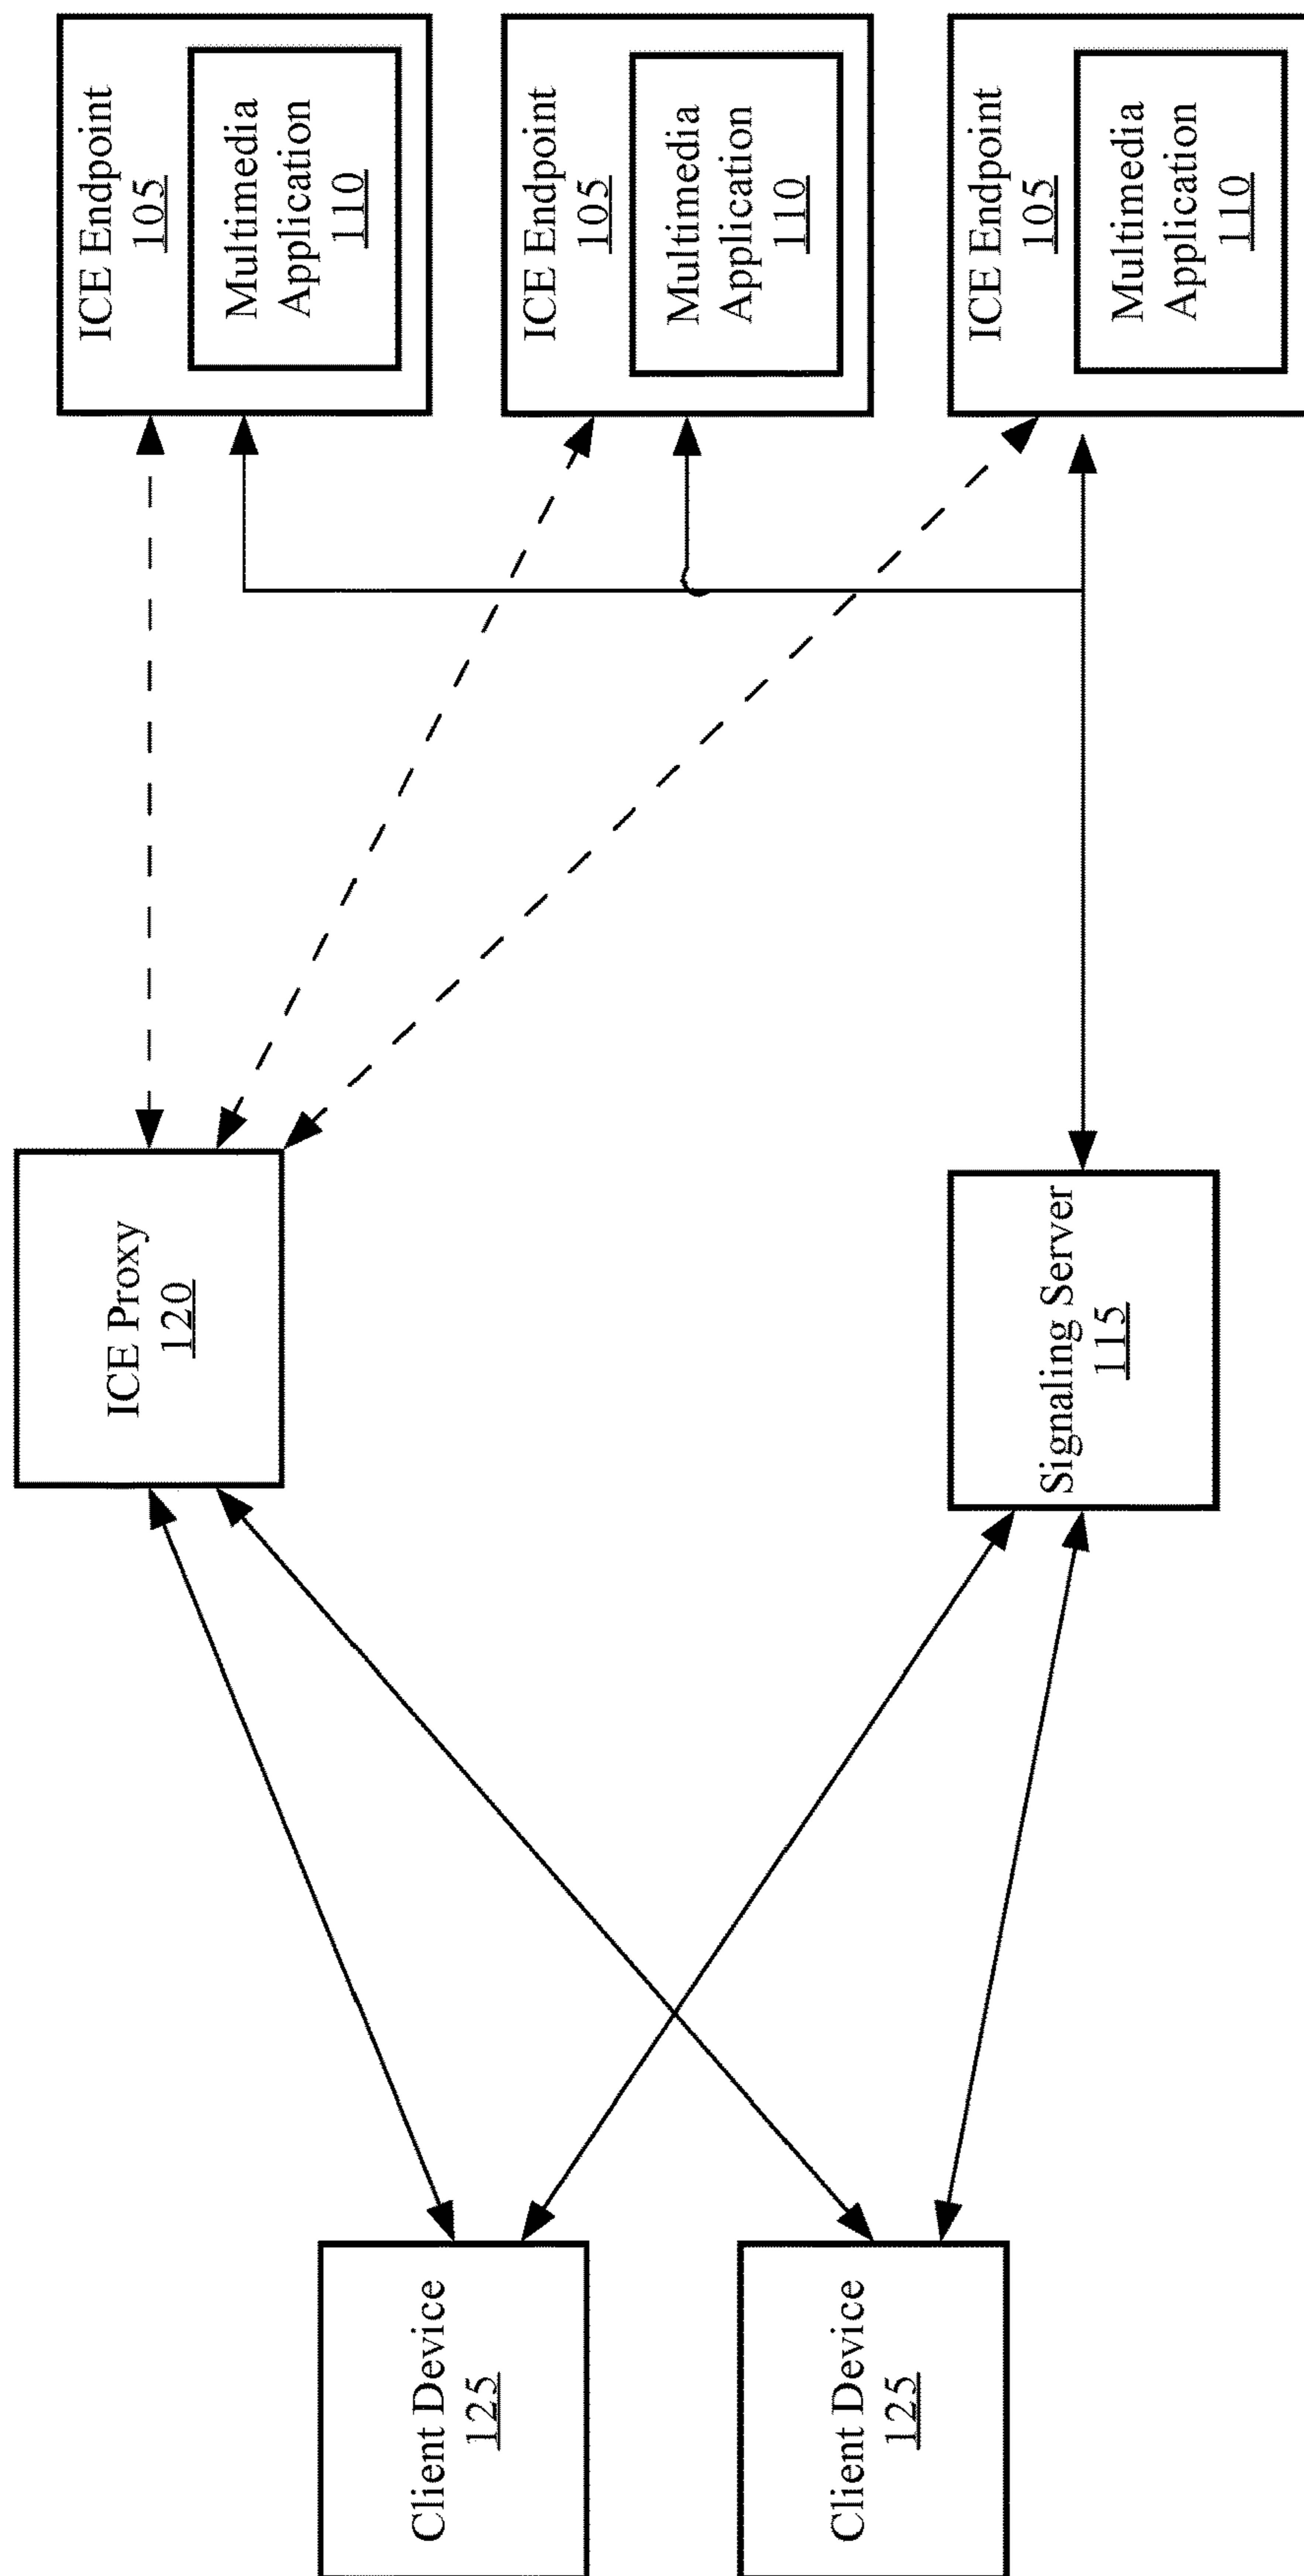 Client Device
125
Client Device
125
ICE Proxy
120
Signaling Server
115
ICE Endpoint
105
Multimedia
Application
110
ICE Endpoint
105
Multimedia
Application
110
ICE Endpoint
105
Multimedia
Application
110